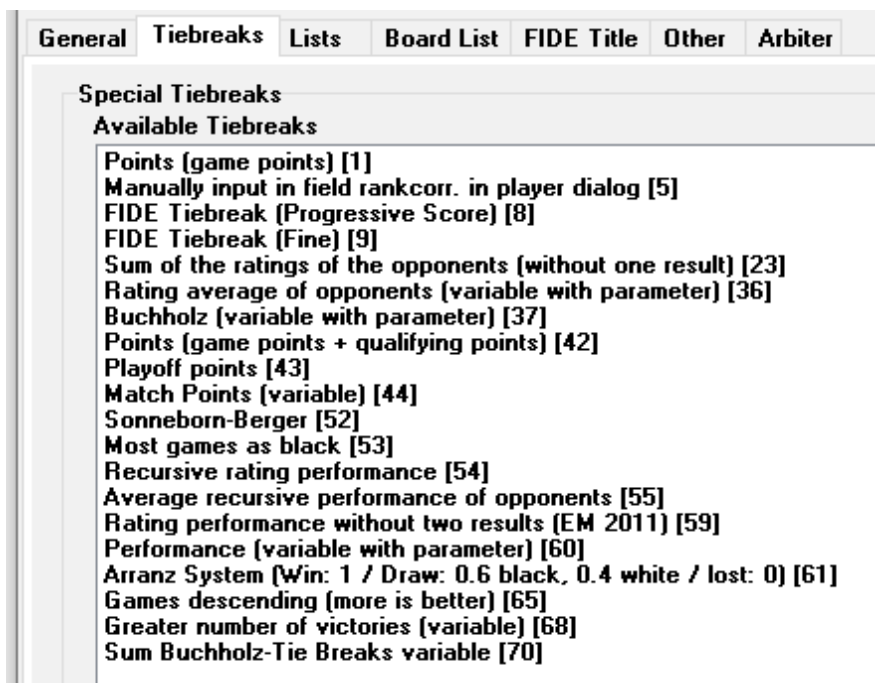 General Tiebreaks Lists Board List FIDE Title Other Arbiter
Special Tiebreaks
Available Tiebreaks
Points (game points) [1]
Manually input in field rankcorr. in player dialog [5]
FIDE Tiebreak (Progressive Score) [8]
FIDE Tiebreak (Fine) [9]
Sum of the ratings of the opponents (without one result) [23]
Rating average of opponents (variable with parameter) [36]
Buchholz (variable with parameter) [37]
Points (game points + qualifying points) [42]
Playoff points [43]
Match Points (variable) [44]
Sonneborn-Berger [52]
Most games as black [53]
Recursive rating performance [54]
Average recursive performance of opponents [55]
Rating performance without two results (EM 2011) [59]
Performance (variable with parameter) [60]
Arranz System (Win: 1 / Draw: 0.6 black, 0.4 white / lost: 0) [61]
Games descending (more is better) [65]
Greater number of victories (variable) [68]
Sum Buchholz-Tie Breaks variable [70]